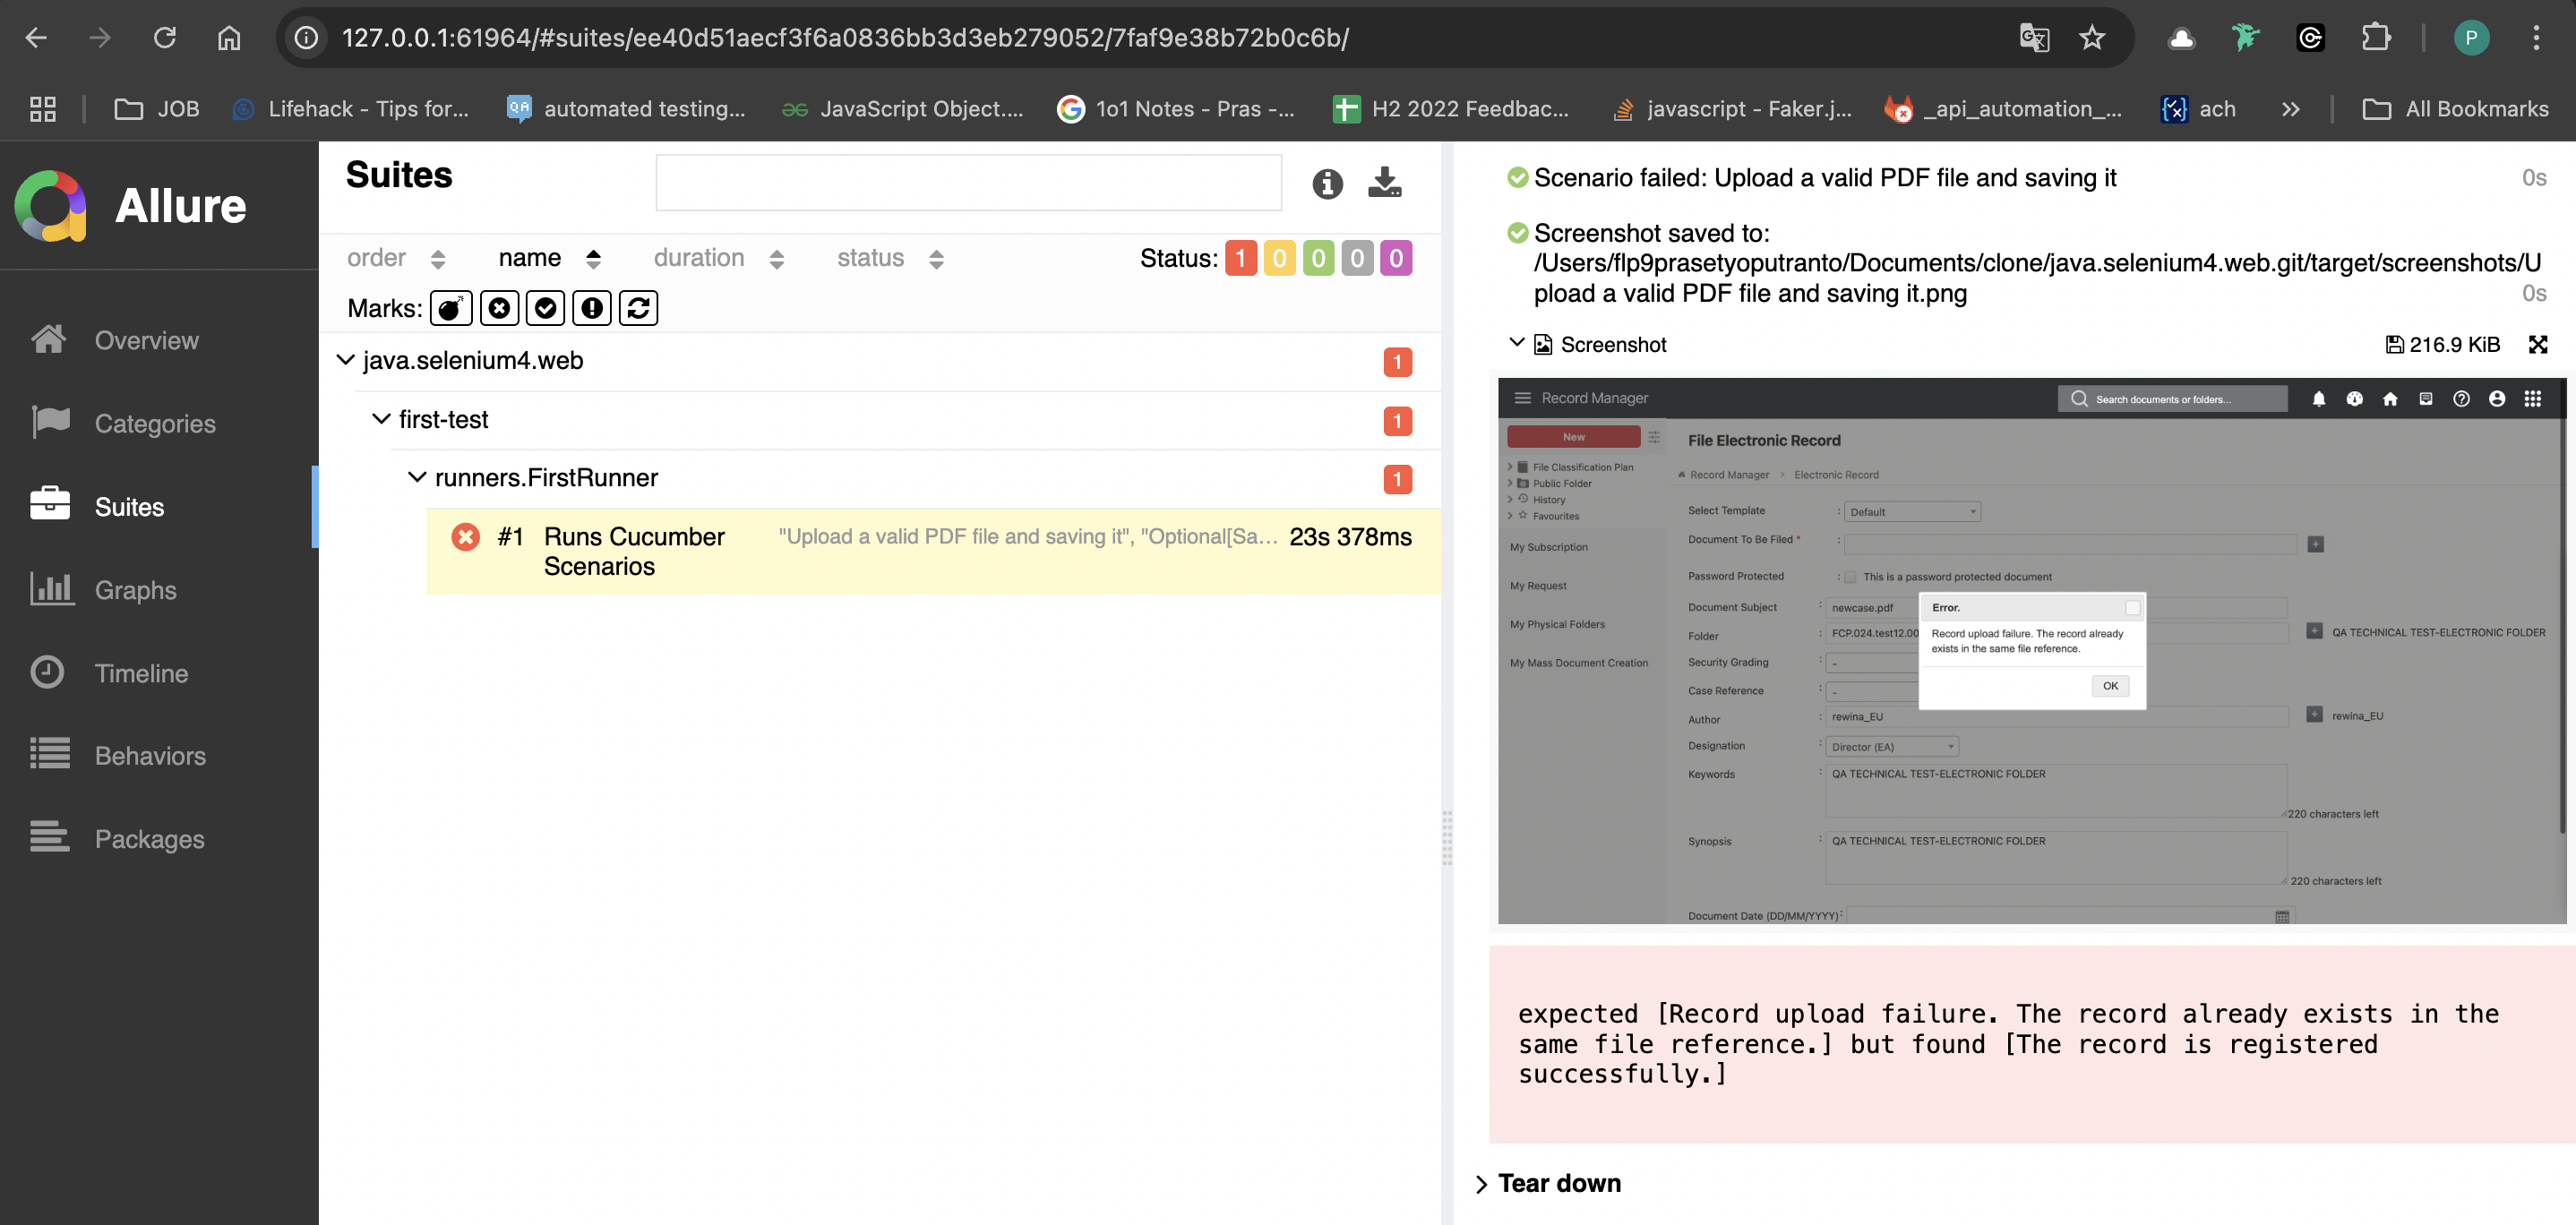 127.0.0.1:61964/#suites/ee40d51aecf3f6a0836bb3d3eb279052/7faf9e38b72b0c6b/
P
JOB
Lifehack - Tips for...
QA
automated testing...
JavaScript Object....
1o1 Notes - Pras -...
H2 2022 Feedbac...
javascript - Faker.j...
_api_automation_...
ach
All Bookmarks
Allure
Overview
Categories
Suites
Graphs
Timeline
Behaviors
Packages
Suites
order name duration status
Status: 1 0 0 0 0
Marks:
java.selenium4.web 1
first-test 1
runners.FirstRunner 1
#1 Runs Cucumber Scenarios "Upload a valid PDF file and saving it", "Optional[Sa... 23s 378ms
Scenario failed: Upload a valid PDF file and saving it 0s
Screenshot saved to:
/Users/flp9prasetyoputranto/Documents/clone/java.selenium4.web.git/target/screenshots/U
pload a valid PDF file and saving it.png 0s
Screenshot 216.9 KiB
Record Manager
Search documents or folders...
New
File Classification Plan
Public Folder
History
Favourites
My Subscription
My Request
My Physical Folders
My Mass Document Creation
File Electronic Record
Record Manager > Electronic Record
Select Template : Default
Document To Be Filed * :
Password Protected : This is a password protected document
Document Subject : newcase.pdf
Folder : FCP.024.test12.00 QA TECHNICAL TEST-ELECTRONIC FOLDER
Security Grading : -
Case Reference : -
Author : rewina_EU rewina_EU
Designation : Director (EA)
Keywords : QA TECHNICAL TEST-ELECTRONIC FOLDER
220 characters left
Synopsis : QA TECHNICAL TEST-ELECTRONIC FOLDER
220 characters left
Document Date (DD/MM/YYYY) :
Error.
Record upload failure. The record already
exists in the same file reference.
OK
expected [Record upload failure. The record already exists in the
same file reference.] but found [The record is registered
successfully.]
Tear down